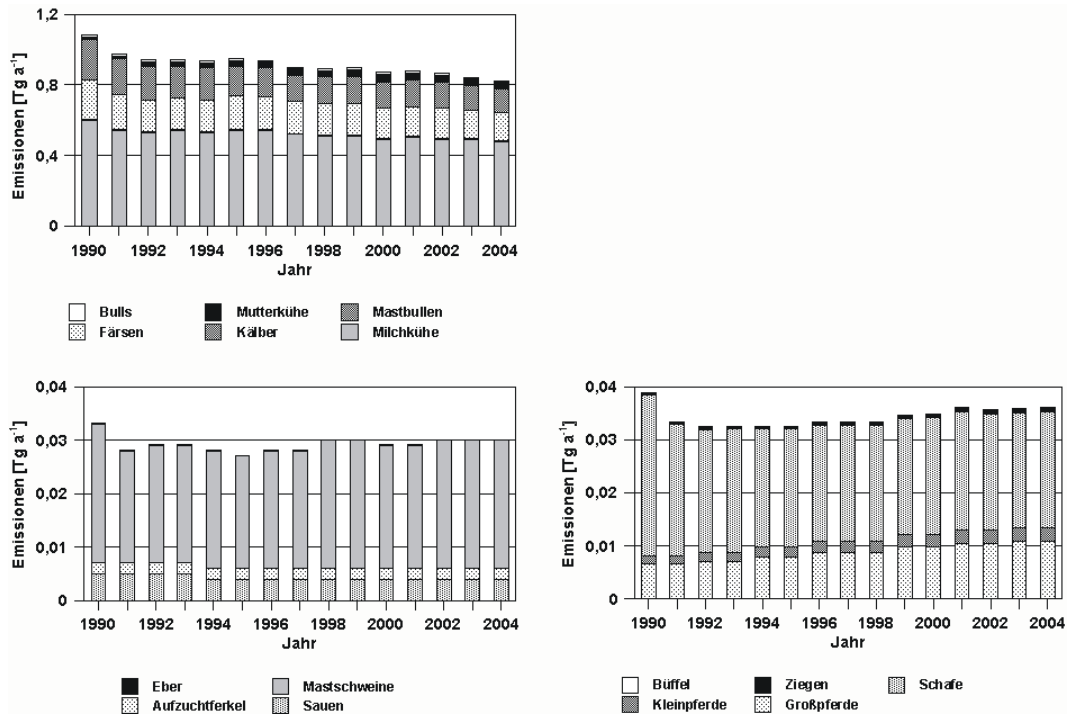 1,2
0,8
0,4
0
Emissionen [Tg a⁻¹]
1990 1992 1994 1996 1998 2000 2002 2004
Jahr
Bulls Mutterkühe Mastbullen
Färsen Kälber Milchkühe
0,04
0,03
0,02
0,01
0
Emissionen [Tg a⁻¹]
1990 1992 1994 1996 1998 2000 2002 2004
Jahr
Eber Mastschweine
Aufzuchtferkel Sauen
0,04
0,03
0,02
0,01
0
Emissionen [Tg a⁻¹]
1990 1992 1994 1996 1998 2000 2002 2004
Jahr
Büffel Ziegen Schafe
Kleinpferde Großpferde